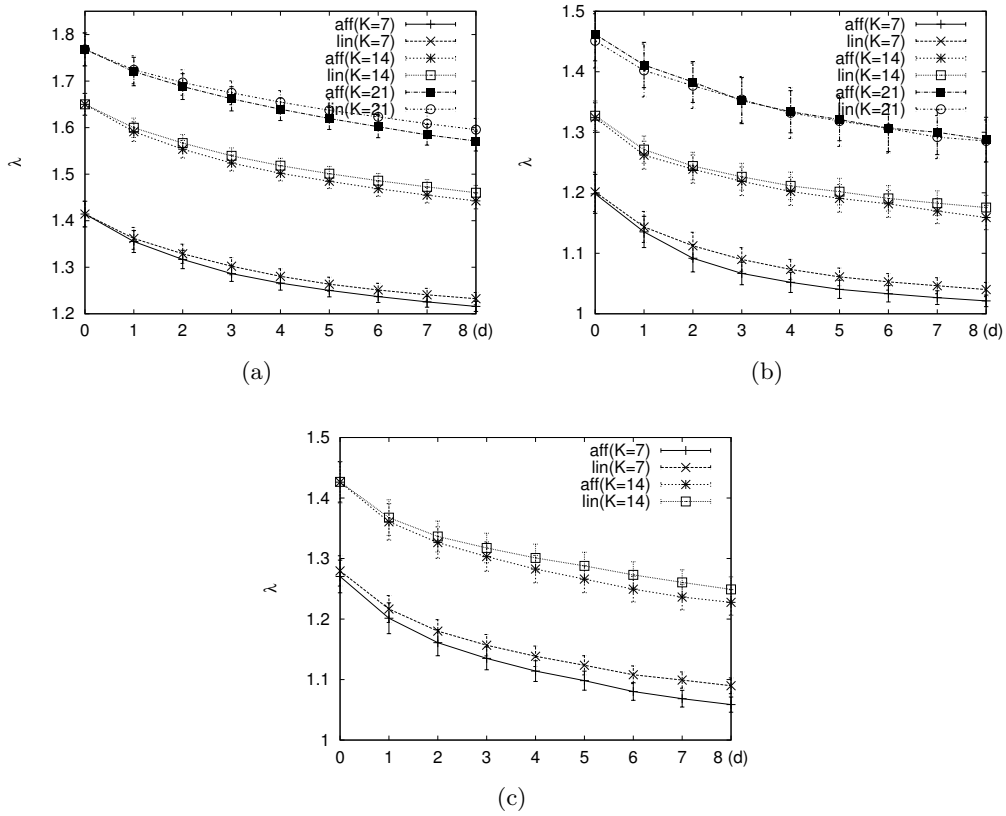 1.8
1.7
1.6
1.5
1.4
1.3
1.2
λ
0 1 2 3 4 5 6 7 8 (d)
aff(K=7)
lin(K=7)
aff(K=14)
lin(K=14)
aff(K=21)
lin(K=21)
(a)
1.5
1.4
1.3
1.2
1.1
1
λ
0 1 2 3 4 5 6 7 8 (d)
aff(K=7)
lin(K=7)
aff(K=14)
lin(K=14)
aff(K=21)
lin(K=21)
(b)
1.5
1.4
1.3
1.2
1.1
1
λ
0 1 2 3 4 5 6 7 8 (d)
aff(K=7)
lin(K=7)
aff(K=14)
lin(K=14)
(c)